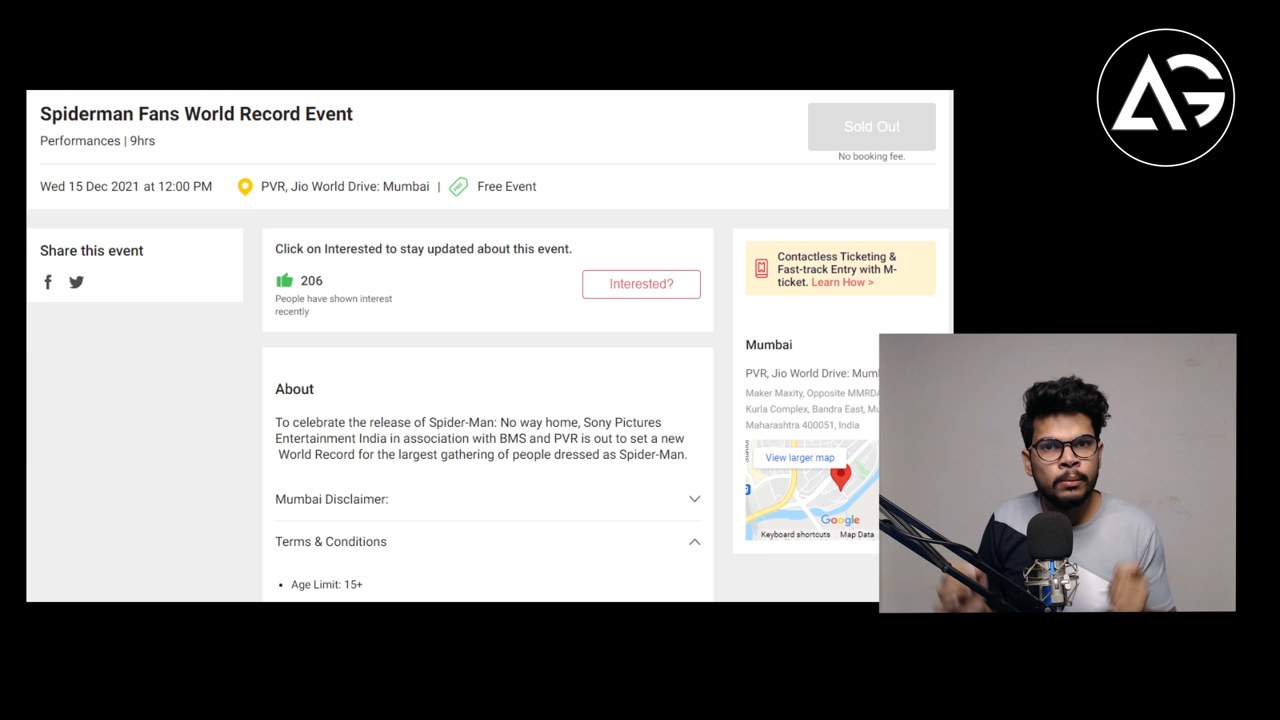 AG
Spiderman Fans World Record Event
Sold Out
Performances | 9hrs
No booking fee.
Wed 15 Dec 2021 at 12:00 PM
PVR, Jio World Drive: Mumbai | Free Event
Share this event
Click on Interested to stay updated about this event.
206
People have shown interest
recently
Interested?
Contactless Ticketing &
Fast-track Entry with M-
ticket. Learn How >
Mumbai
PVR, Jio World Drive:
Maker Maxity, Opposite
Kurla Complex, Bandra East,
Maharashtra 400051, India
View larger map
Google
Keyboard shortcuts Map Data
About
To celebrate the release of Spider-Man: No way home, Sony Pictures
Entertainment India in association with BMS and PVR is out to set a new
World Record for the largest gathering of people dressed as Spider-Man.
Mumbai Disclaimer:
Terms & Conditions
• Age Limit: 15+